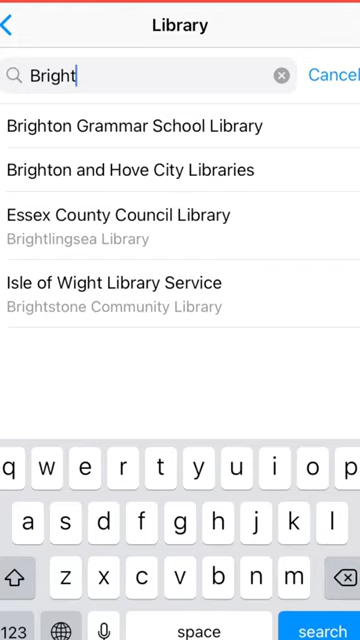 Library
Bright
Cancel
Brighton Grammar School Library
Brighton and Hove City Libraries
Essex County Council Library
Brightlingsea Library
Isle of Wight Library Service
Brightstone Community Library
q w e r t y u i o p
a s d f g h j k l
z x c v b n m
123 space search